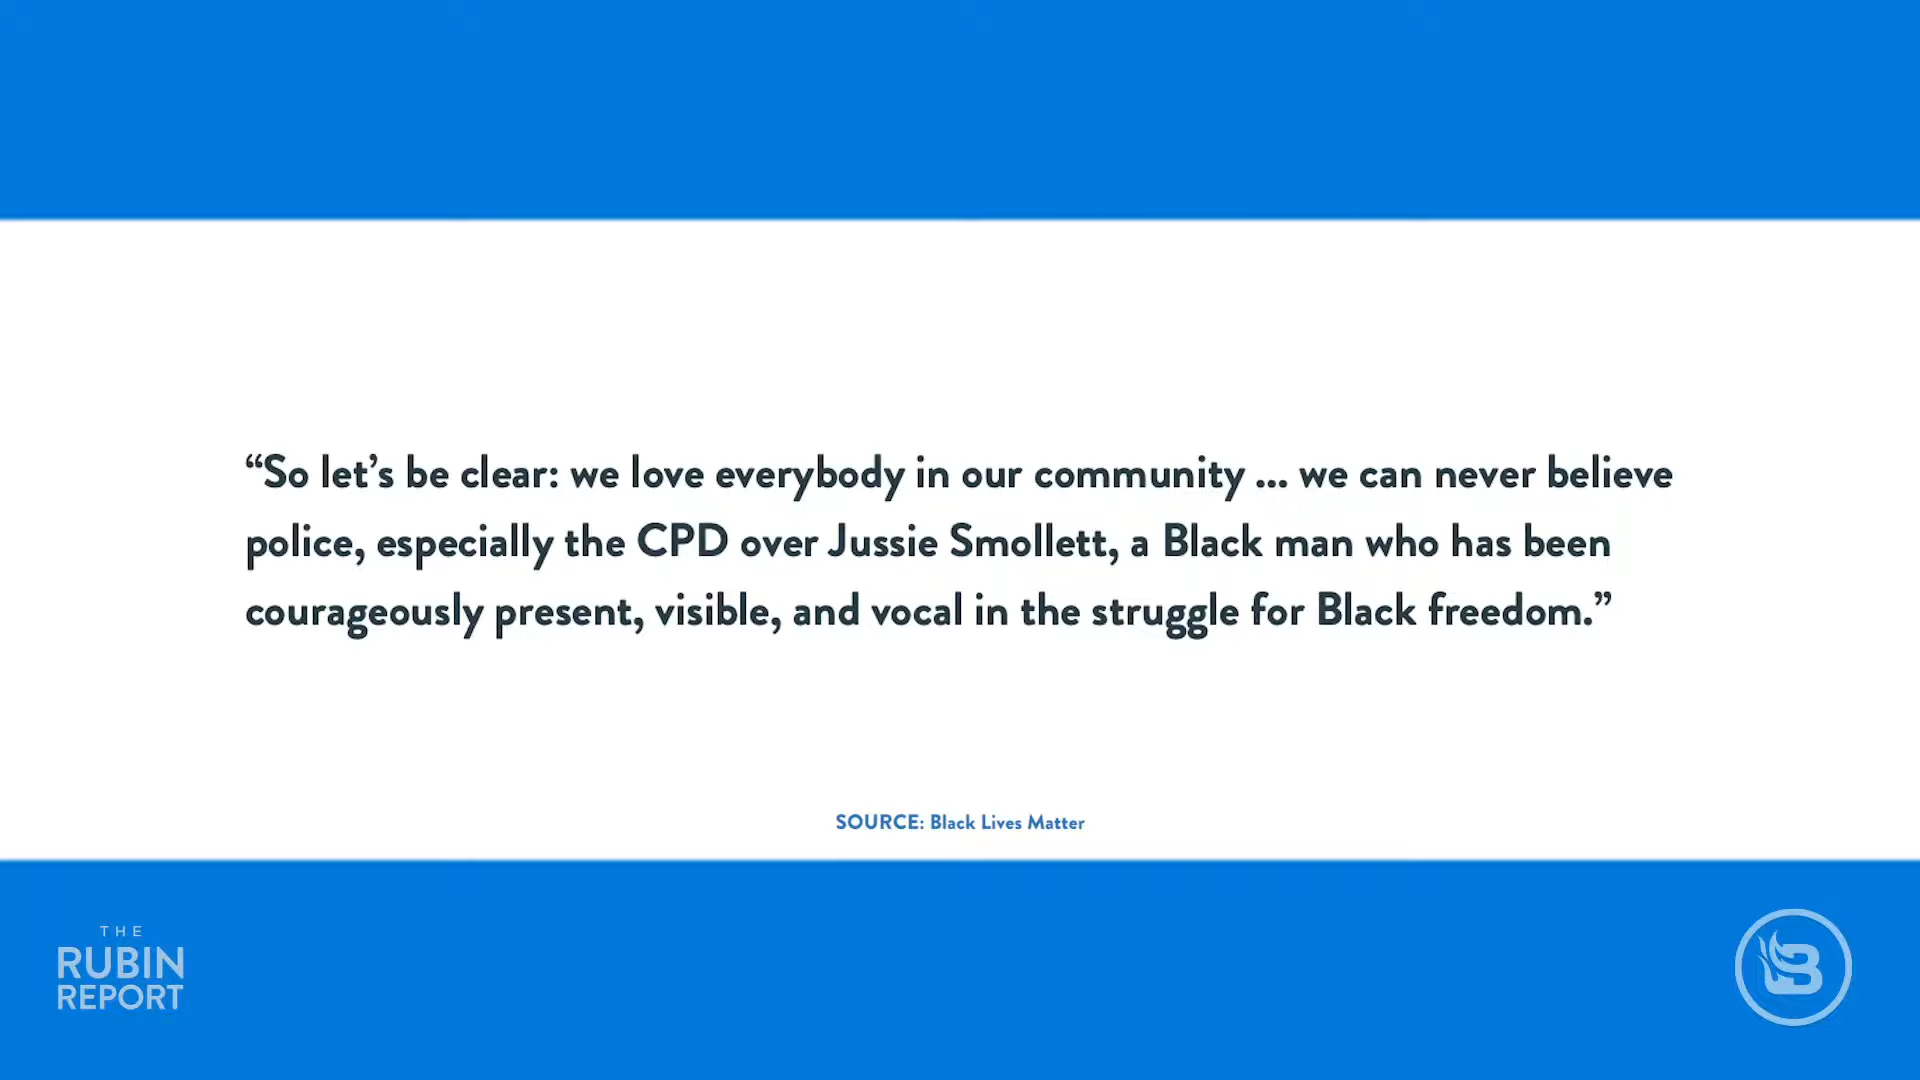 “So let’s be clear: we love everybody in our community ... we can never believe
police, especially the CPD over Jussie Smollett, a Black man who has been
courageously present, visible, and vocal in the struggle for Black freedom.”
SOURCE: Black Lives Matter
THE
RUBIN
REPORT
B